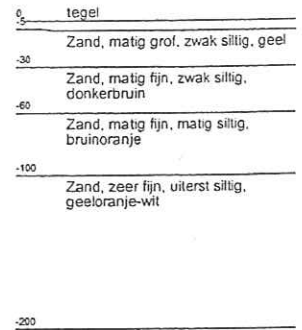 0 tegel
-5
Zand, matig grof, zwak siltig, geel
-30
Zand, matig fijn, zwak siltig,
donkerbruin
-60
Zand, matig fijn, matig siltig,
bruinoranje
-100
Zand, zeer fijn, uiterst siltig,
geeloranje-wit
-200